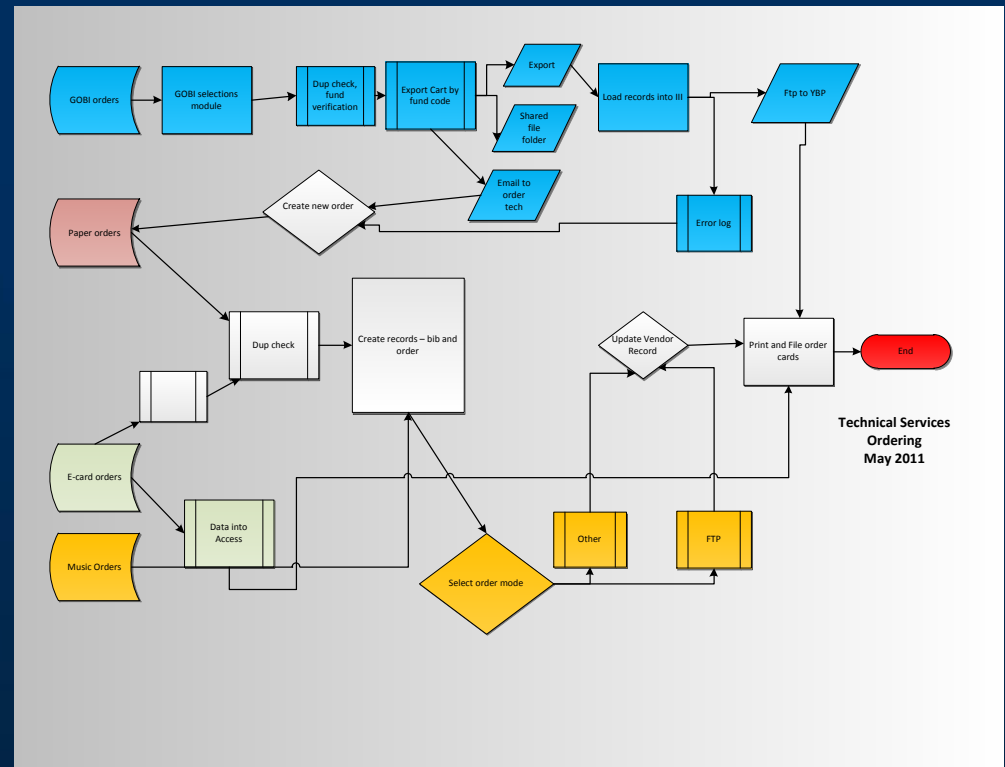 GOBI orders
GOBI selections
module
Dup check,
fund
verification
Export Cart by
fund code
Export
Shared
file
folder
Load records into III
Ftp to YBP
Email to
order
tech
Create new order
Error log
Paper orders
Dup check
Create records – bib and
order
Update Vendor
Record
Print and File order
cards
End
Technical Services
Ordering
May 2011
E-card orders
Data into
Access
Music Orders
Select order mode
Other
FTP